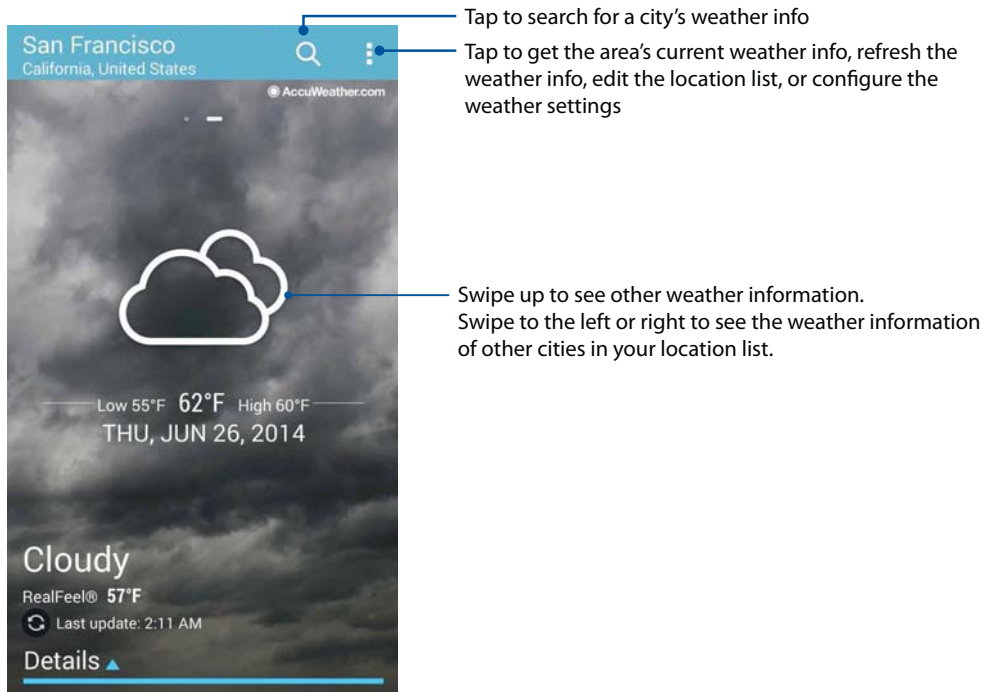 Tap to search for a city's weather info
San Francisco
California, United States
Tap to get the area's current weather info, refresh the
weather info, edit the location list, or configure the
weather settings
AccuWeather.com
Swipe up to see other weather information.
Swipe to the left or right to see the weather information
of other cities in your location list.
Low 55°F 62°F High 60°F
THU, JUN 26, 2014
Cloudy
RealFeel® 57°F
Last update: 2:11 AM
Details